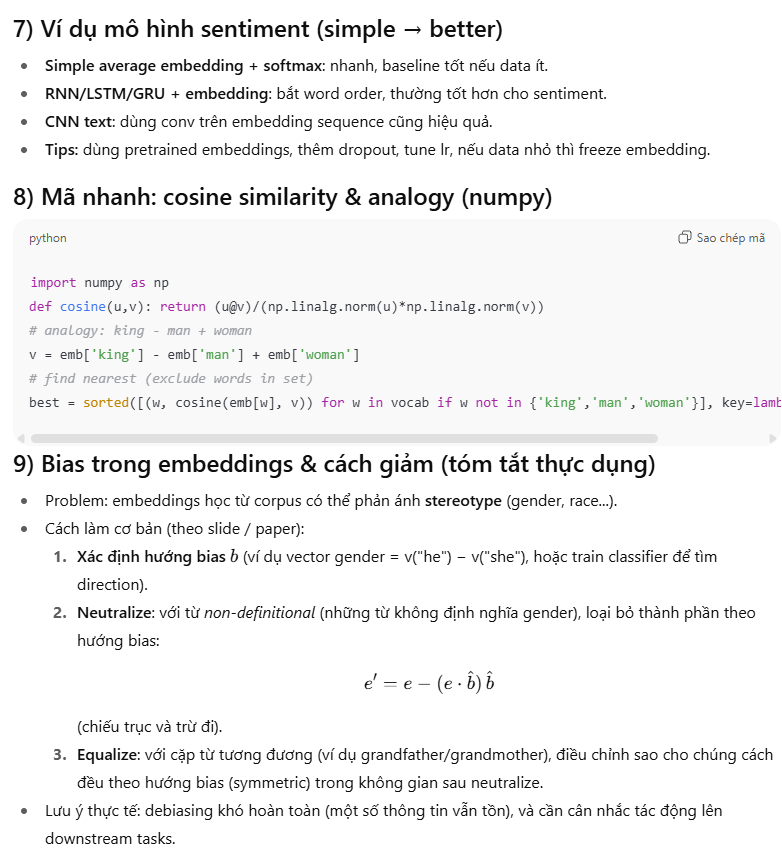 7) Ví dụ mô hình sentiment (simple → better)
• Simple average embedding + softmax: nhanh, baseline tốt nếu data ít.
• RNN/LSTM/GRU + embedding: bắt word order, thường tốt hơn cho sentiment.
• CNN text: dùng conv trên embedding sequence cũng hiệu quả.
• Tips: dùng pretrained embeddings, thêm dropout, tune lr, nếu data nhỏ thì freeze embedding.
8) Mã nhanh: cosine similarity & analogy (numpy)
python Sao chép mã
import numpy as np
def cosine(u,v): return (u@v)/(np.linalg.norm(u)*np.linalg.norm(v))
# analogy: king - man + woman
v = emb['king'] - emb['man'] + emb['woman']
# find nearest (exclude words in set)
best = sorted([(w, cosine(emb[w], v)) for w in vocab if w not in {'king','man','woman'}], key=lamb
9) Bias trong embeddings & cách giảm (tóm tắt thực dụng)
• Problem: embeddings học từ corpus có thể phản ánh stereotype (gender, race...).
• Cách làm cơ bản (theo slide / paper):
1. Xác định hướng bias b (ví dụ vector gender = v("he") − v("she"), hoặc train classifier để tìm
direction).
2. Neutralize: với từ non-definitional (những từ không định nghĩa gender), loại bỏ thành phần theo
hướng bias:
e′ = e − (e · b̂) b̂
(chiếu trục và trừ đi).
3. Equalize: với cặp từ tương đương (ví dụ grandfather/grandmother), điều chỉnh sao cho chúng cách
đều theo hướng bias (symmetric) trong không gian sau neutralize.
• Lưu ý thực tế: debiasing khó hoàn toàn (một số thông tin vẫn tồn), và cần cân nhắc tác động lên
downstream tasks.